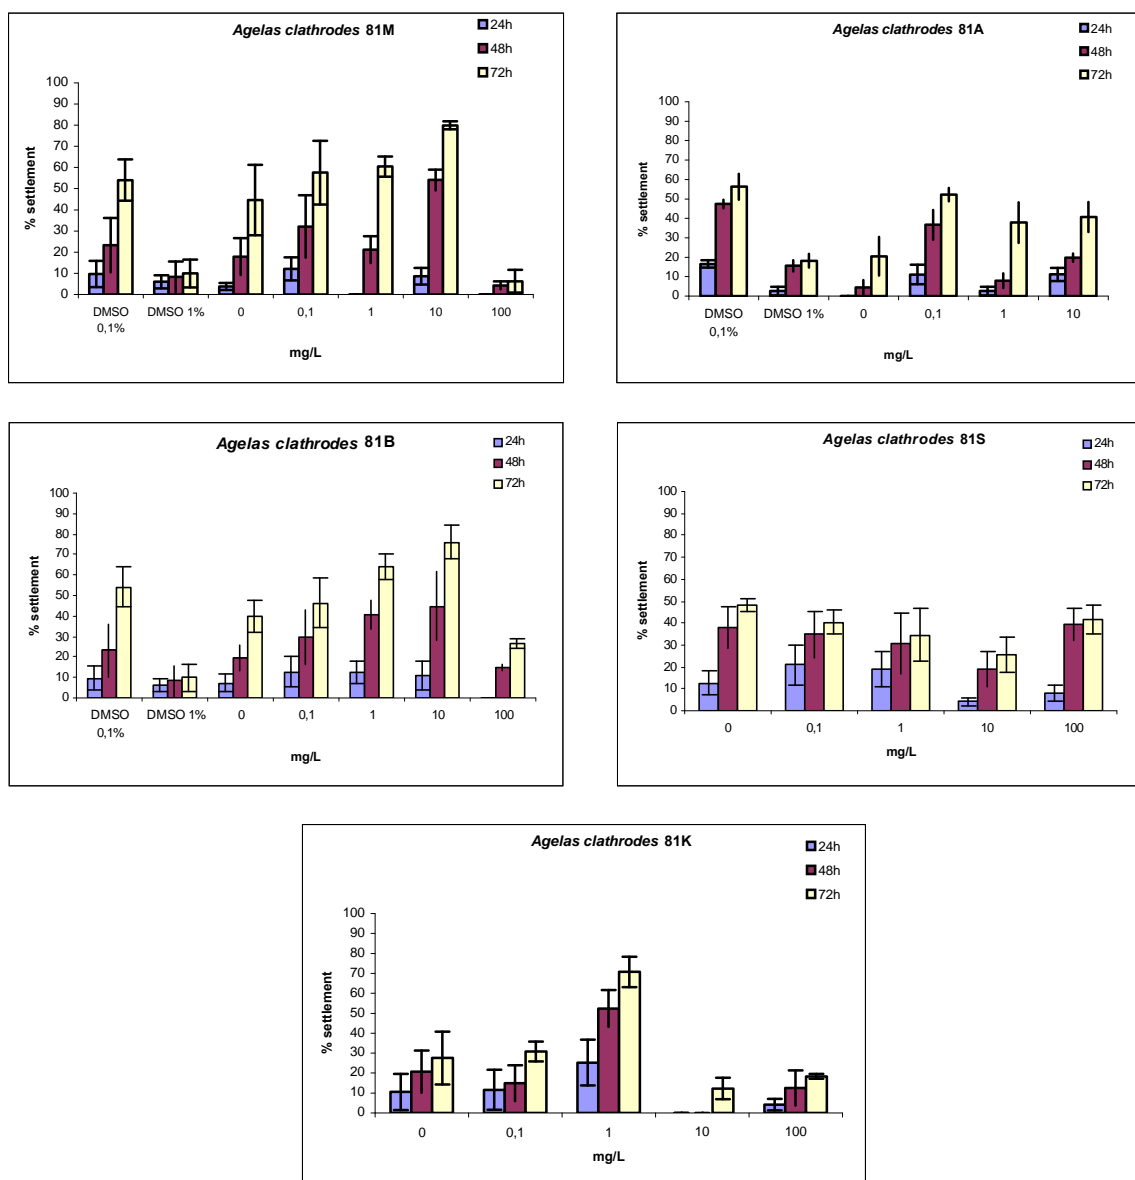 Agelas clathrodes 81M
24h
48h
72h
100
90
80
70
60
50
40
30
20
10
0
% settlement
DMSO 0,1% DMSO 1% 0 0,1 1 10 100
mg/L
Agelas clathrodes 81A
24h
48h
72h
100
90
80
70
60
50
40
30
20
10
0
% settlement
DMSO 0,1% DMSO 1% 0 0,1 1 10
mg/L
Agelas clathrodes 81B
24h
48h
72h
100
90
80
70
60
50
40
30
20
10
0
% settlement
DMSO 0,1% DMSO 1% 0 0,1 1 10 100
mg/L
Agelas clathrodes 81S
24h
48h
72h
100
90
80
70
60
50
40
30
20
10
0
% settlement
0 0,1 1 10 100
mg/L
Agelas clathrodes 81K
24h
48h
72h
100
90
80
70
60
50
40
30
20
10
0
% settlement
0 0,1 1 10 100
mg/L